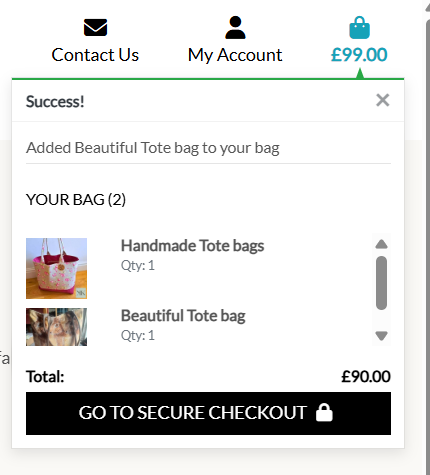 Contact Us
My Account
£99.00
Success!
×
Added Beautiful Tote bag to your bag
YOUR BAG (2)
Handmade Tote bags
Qty: 1
Beautiful Tote bag
Qty: 1
fa
Total:
£90.00
GO TO SECURE CHECKOUT